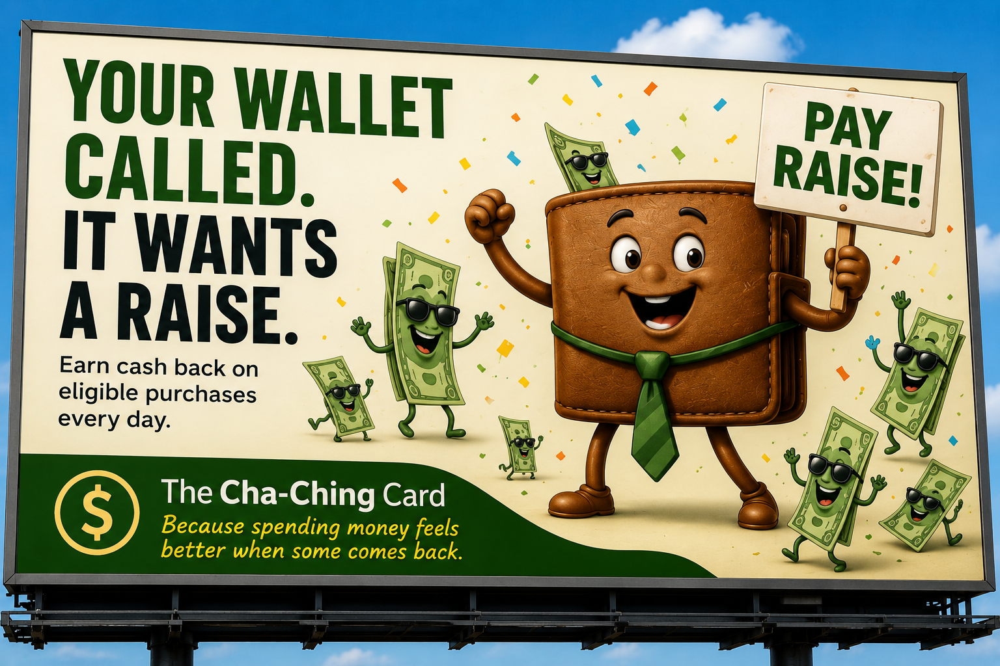 YOUR WALLET
CALLED.
IT WANTS
A RAISE.
Earn cash back on
eligible purchases
every day.
PAY
RAISE!
$
The Cha-Ching Card
Because spending money feels
better when some comes back.